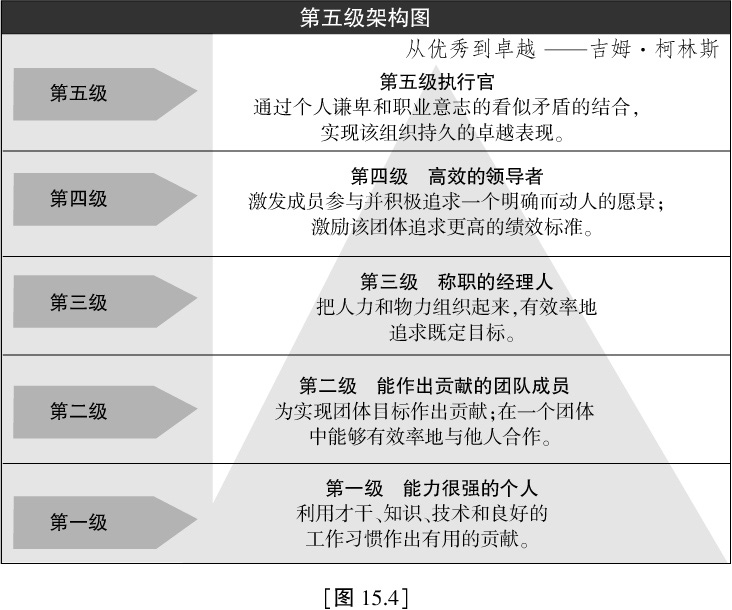 第五级架构图
从优秀到卓越 ——吉姆·柯林斯
第五级
第五级执行官
通过个人谦卑和职业意志的看似矛盾的结合，
实现该组织持久的卓越表现。
第四级
第四级 高效的领导者
激发成员参与并积极追求一个明确而动人的愿景；
激励该团体追求更高的绩效标准。
第三级
第三级 称职的经理人
把人力和物力组织起来，有效率地
追求既定目标。
第二级
第二级 能作出贡献的团队成员
为实现团体目标作出贡献；在一个团体
中能够有效率地与他人合作。
第一级
第一级 能力很强的个人
利用才干、知识、技术和良好的
工作习惯作出有用的贡献。
［图 15.4］